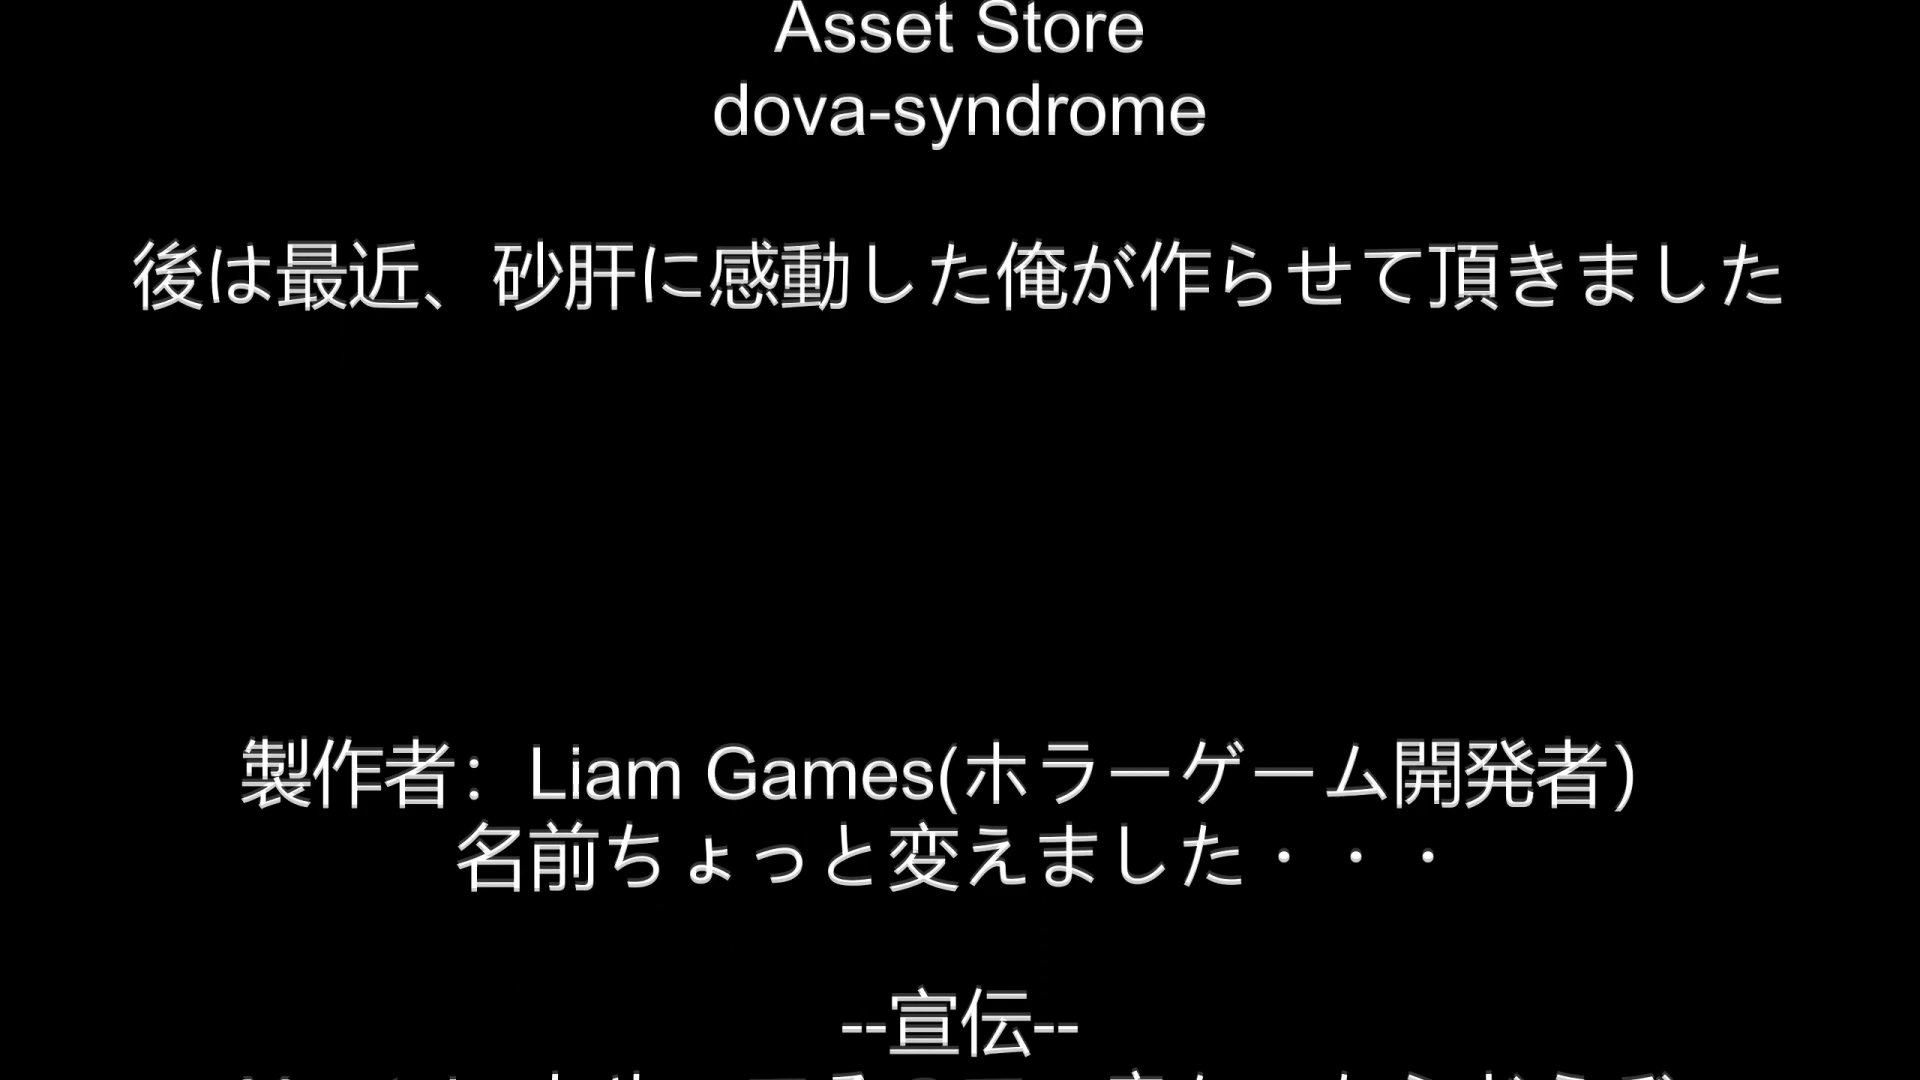 Asset Store
dova-syndrome
後は最近、砂肝に感動した俺が作らせて頂きました
製作者：Liam Games(ホラーゲーム開発者)
名前ちょっと変えました・・・
--宣伝--